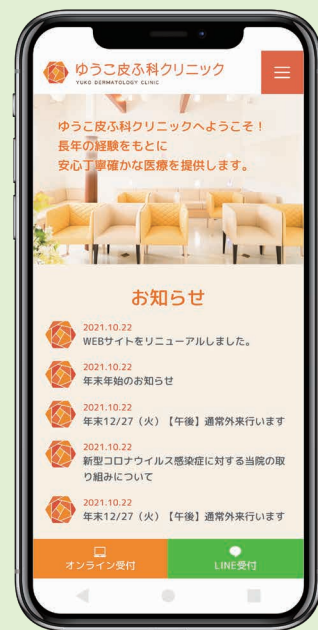 ゆうこ皮ふ科クリニック
YUKO DERMATOLOGY CLINIC
ゆうこ皮ふ科クリニックへようこそ！
長年の経験をもとに
安心丁寧確かな医療を提供します。
お知らせ
2021.10.22
WEBサイトをリニューアルしました。
2021.10.22
年末年始のお知らせ
2021.10.22
年末12/27（火）【午後】通常外来行います
2021.10.22
新型コロナウイルス感染症に対する当院の取
り組みについて
2021.10.22
年末12/27（火）【午後】通常外来行います
オンライン受付
LINE受付